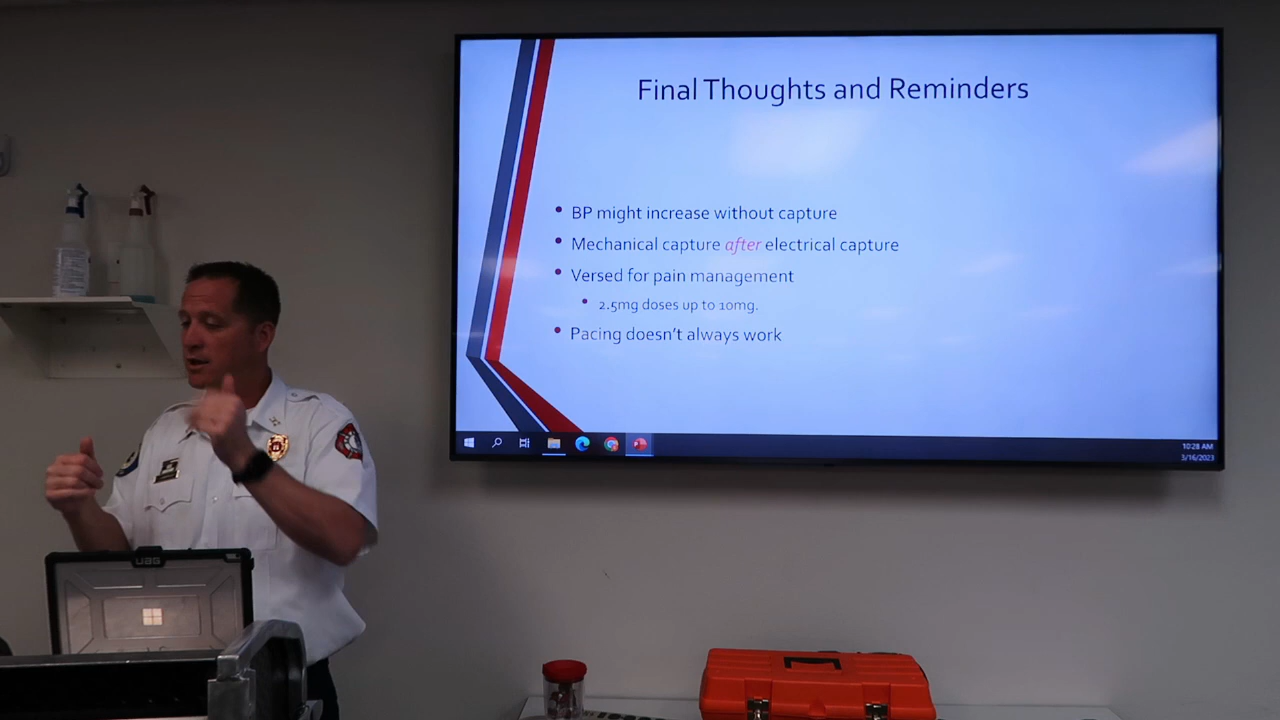 Final Thoughts and Reminders
• BP might increase without capture
• Mechanical capture after electrical capture
• Versed for pain management
• 2.5mg doses up to 10mg.
• Pacing doesn't always work
10:28 AM
3/16/2023
UAG